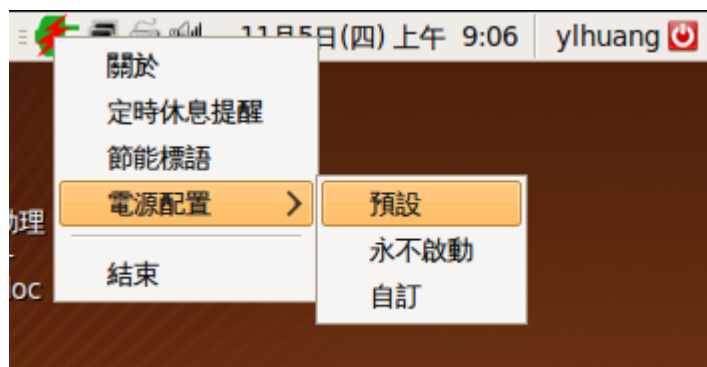 11月5日(四) 上午 9:06 ylhuang
關於
定時休息提醒
節能標語
電源配置
預設
永不啟動
自訂
結束
理
oc